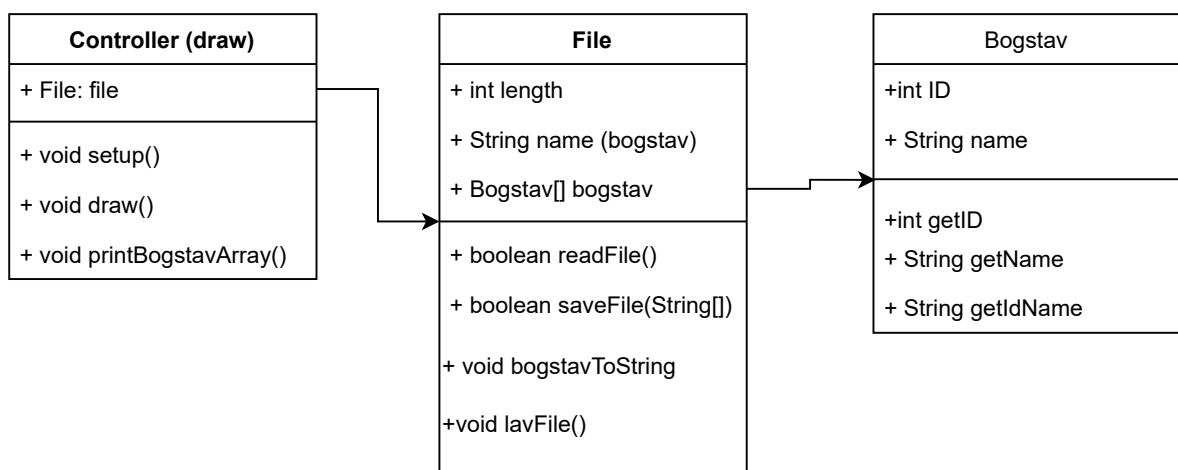 Controller (draw)
+ File: file
+ void setup()
+ void draw()
+ void printBogstavArray()
File
+ int length
+ String name (bogstav)
+ Bogstav[] bogstav
+ boolean readFile()
+ boolean saveFile(String[])
+ void bogstavToString
+void lavFile()
Bogstav
+int ID
+ String name
+int getID
+ String getName
+ String getIdName